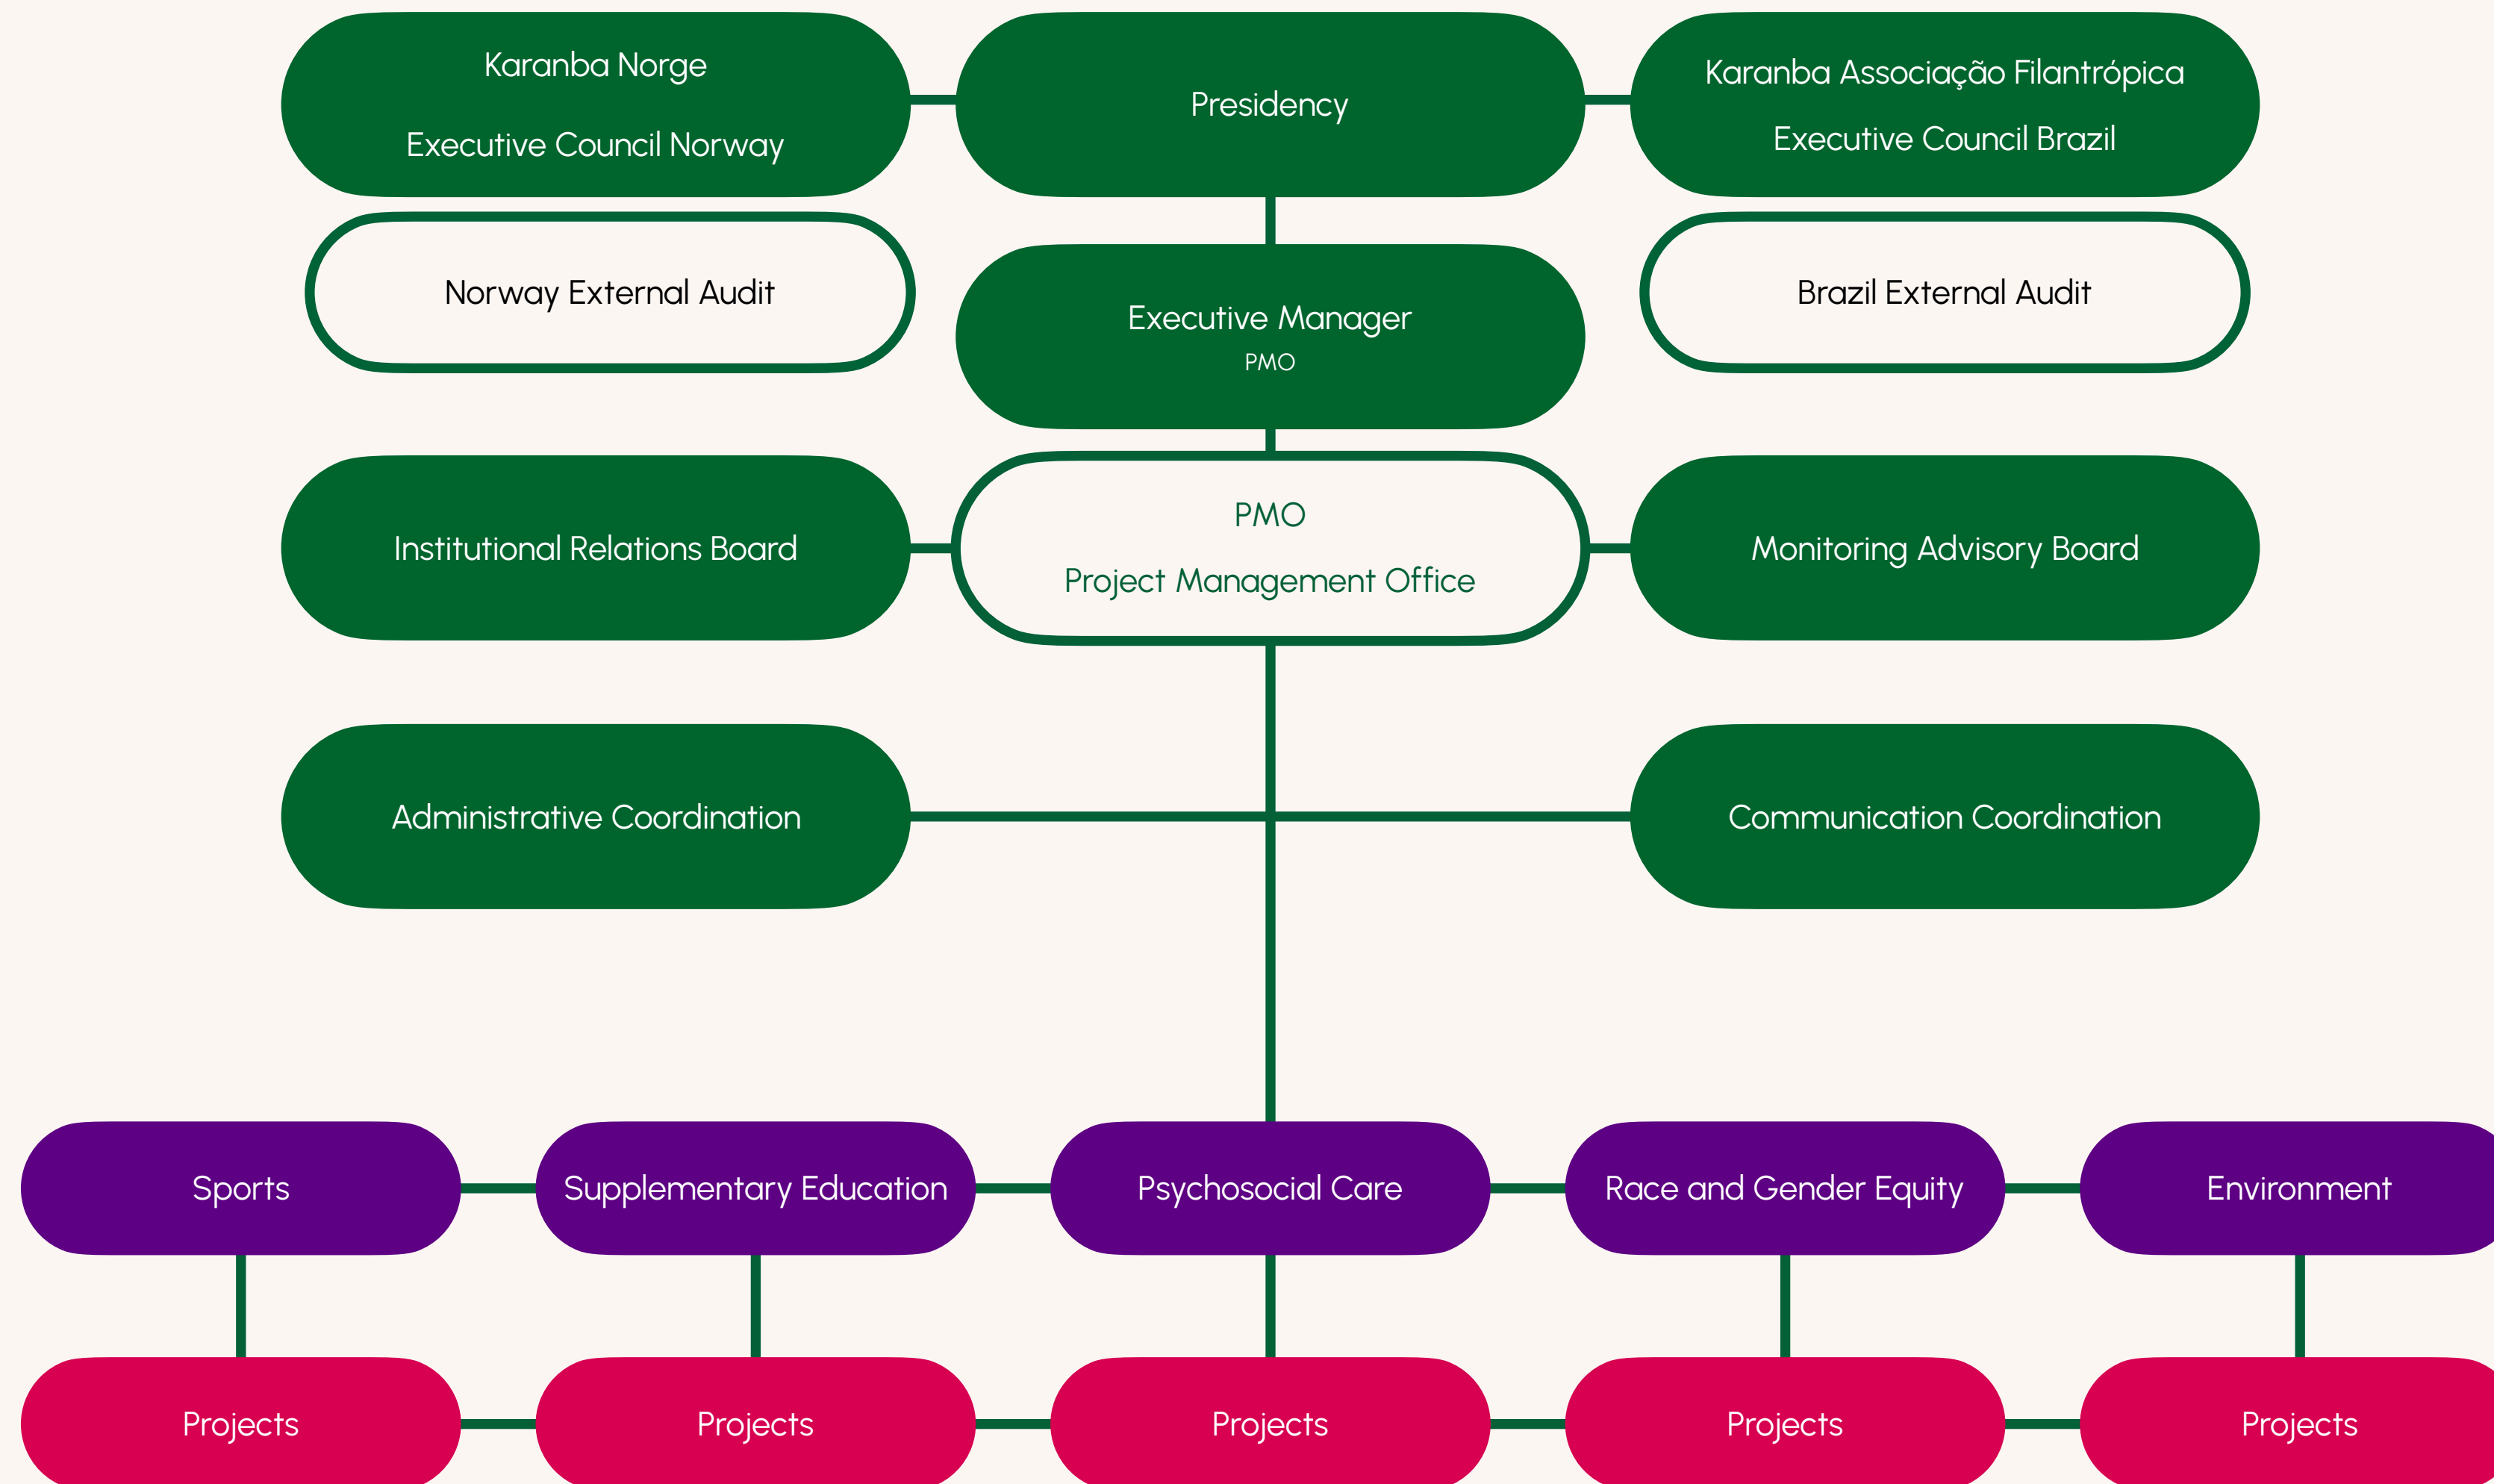 Karanba Norge
Executive Council Norway
Presidency
Karanba Associação Filantrópica
Executive Council Brazil
Norway External Audit
Executive Manager
PMO
Brazil External Audit
Institutional Relations Board
PMO
Project Management Office
Monitoring Advisory Board
Administrative Coordination
Communication Coordination
Sports
Supplementary Education
Psychosocial Care
Race and Gender Equity
Environment
Projects
Projects
Projects
Projects
Projects